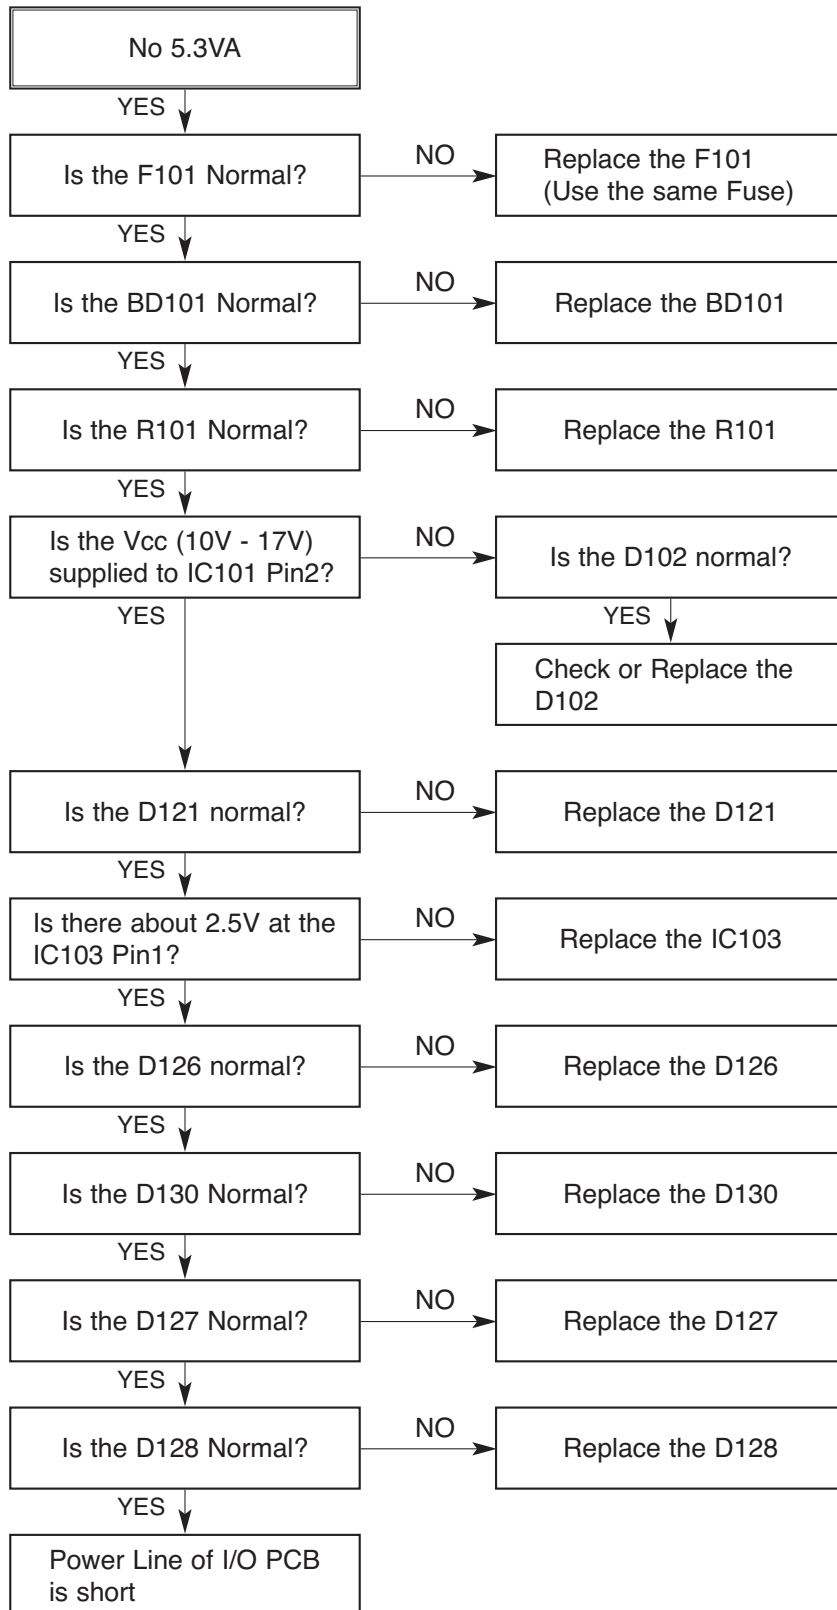 No 5.3VA
YES
Is the F101 Normal?
NO
Replace the F101
(Use the same Fuse)
YES
Is the BD101 Normal?
NO
Replace the BD101
YES
Is the R101 Normal?
NO
Replace the R101
YES
Is the Vcc (10V - 17V)
supplied to IC101 Pin2?
NO
Is the D102 normal?
YES
YES
Check or Replace the
D102
Is the D121 normal?
NO
Replace the D121
YES
Is there about 2.5V at the
IC103 Pin1?
NO
Replace the IC103
YES
Is the D126 normal?
NO
Replace the D126
YES
Is the D130 Normal?
NO
Replace the D130
YES
Is the D127 Normal?
NO
Replace the D127
YES
Is the D128 Normal?
NO
Replace the D128
YES
Power Line of I/O PCB
is short